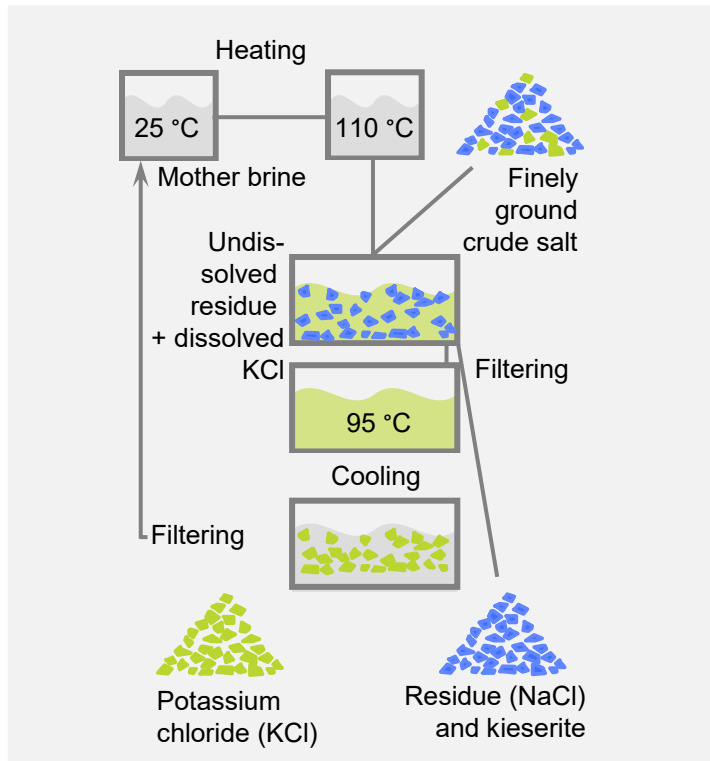 Heating
25 °C
110 °C
Mother brine
Finely
ground
crude salt
Undis-
solved
residue
+ dissolved
KCl
Filtering
95 °C
Cooling
Filtering
Potassium
chloride (KCl)
Residue (NaCl)
and kieserite